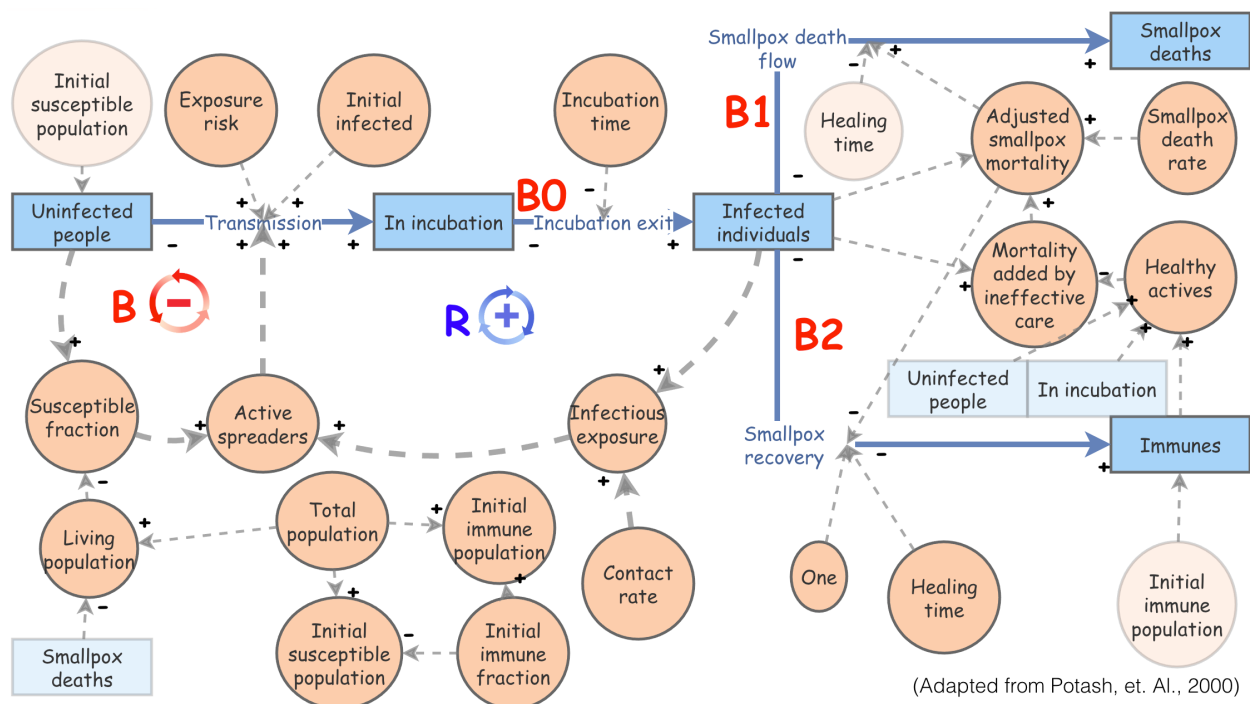 Initial
susceptible
population
Exposure
risk
Initial
infected
Incubation
time
Smallpox death
flow
Smallpox
deaths
B1
Healing
time
Adjusted
smallpox
mortality
Smallpox
death
rate
Uninfected
people
Transmission
In incubation
B0
Incubation exit
Infected
individuals
Mortality
added by
ineffective
care
Healthy
actives
B
R
B2
Uninfected
people
In incubation
Susceptible
fraction
Active
spreaders
Infectious
exposure
Smallpox
recovery
Immunes
Living
population
Total
population
Initial
immune
population
Contact
rate
One
Healing
time
Initial
immune
population
Smallpox
deaths
Initial
susceptible
population
Initial
immune
fraction
(Adapted from Potash, et. Al., 2000)